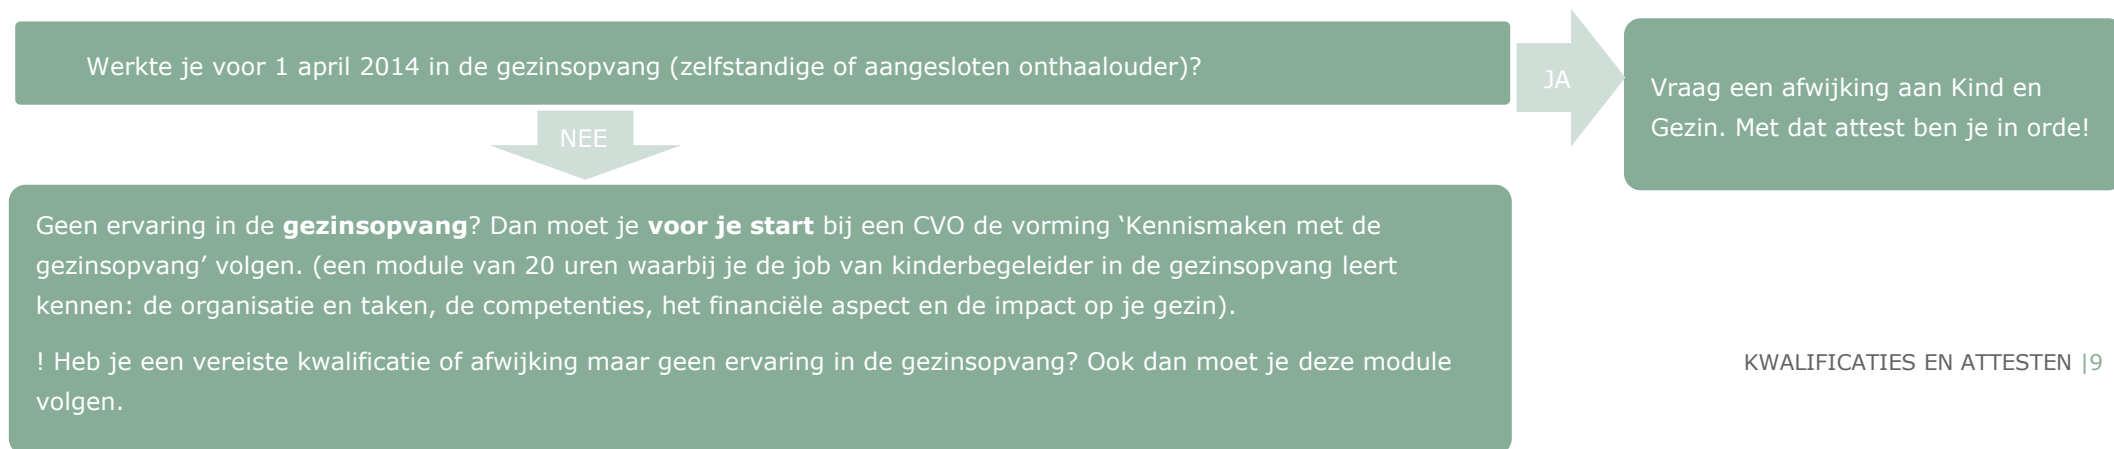 Werkte je voor 1 april 2014 in de gezinsopvang (zelfstandige of aangesloten onthaalouder)?
JA
Vraag een afwijking aan Kind en
Gezin. Met dat attest ben je in orde!
NEE
Geen ervaring in de gezinsopvang? Dan moet je voor je start bij een CVO de vorming ‘Kennismaken met de
gezinsopvang’ volgen. (een module van 20 uren waarbij je de job van kinderbegeleider in de gezinsopvang leert
kennen: de organisatie en taken, de competenties, het financiële aspect en de impact op je gezin).
! Heb je een vereiste kwalificatie of afwijking maar geen ervaring in de gezinsopvang? Ook dan moet je deze module
volgen.
KWALIFICATIES EN ATTESTEN |9